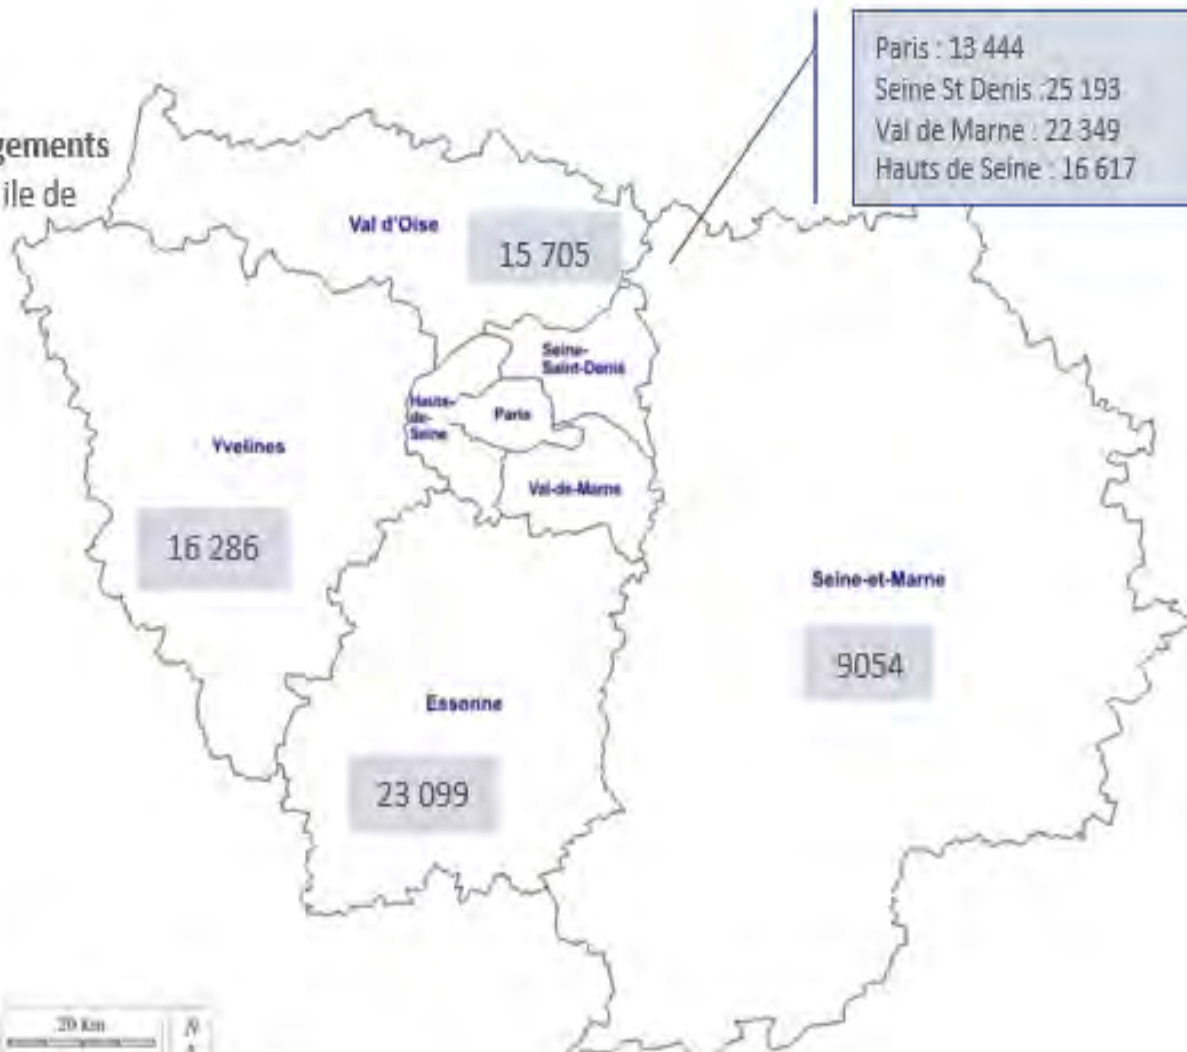 Paris : 13 444
Seine St Denis :25 193
Val de Marne : 22 349
Hauts de Seine : 16 617
gements
ile de
Val d'Oise
15 705
Seine-
Saint-Denis
Hauts-
de-
Seine
Paris
Yvelines
Val-de-Marne
16 286
Seine-et-Marne
9054
Essonne
23 099
20 Km
N